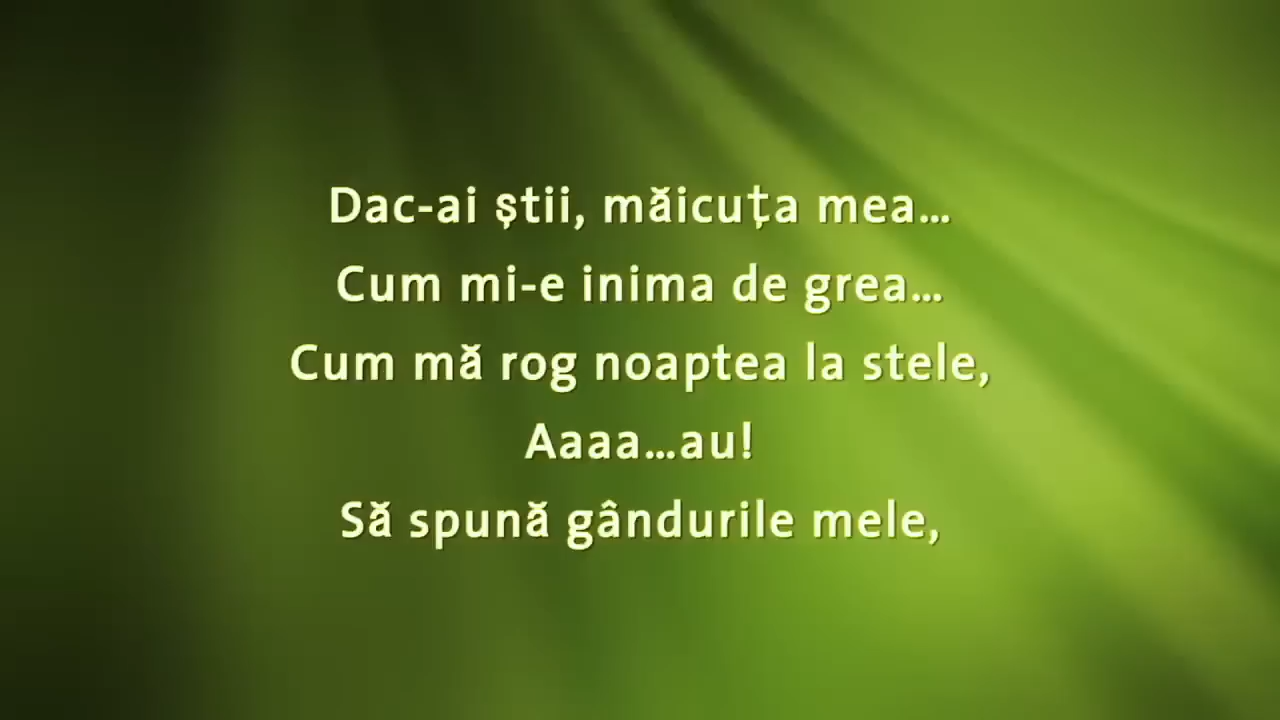 Dac-ai știi, măicuța mea...
Cum mi-e inima de grea...
Cum mă rog noaptea la stele,
Aaaa...au!
Să spună gândurile mele,